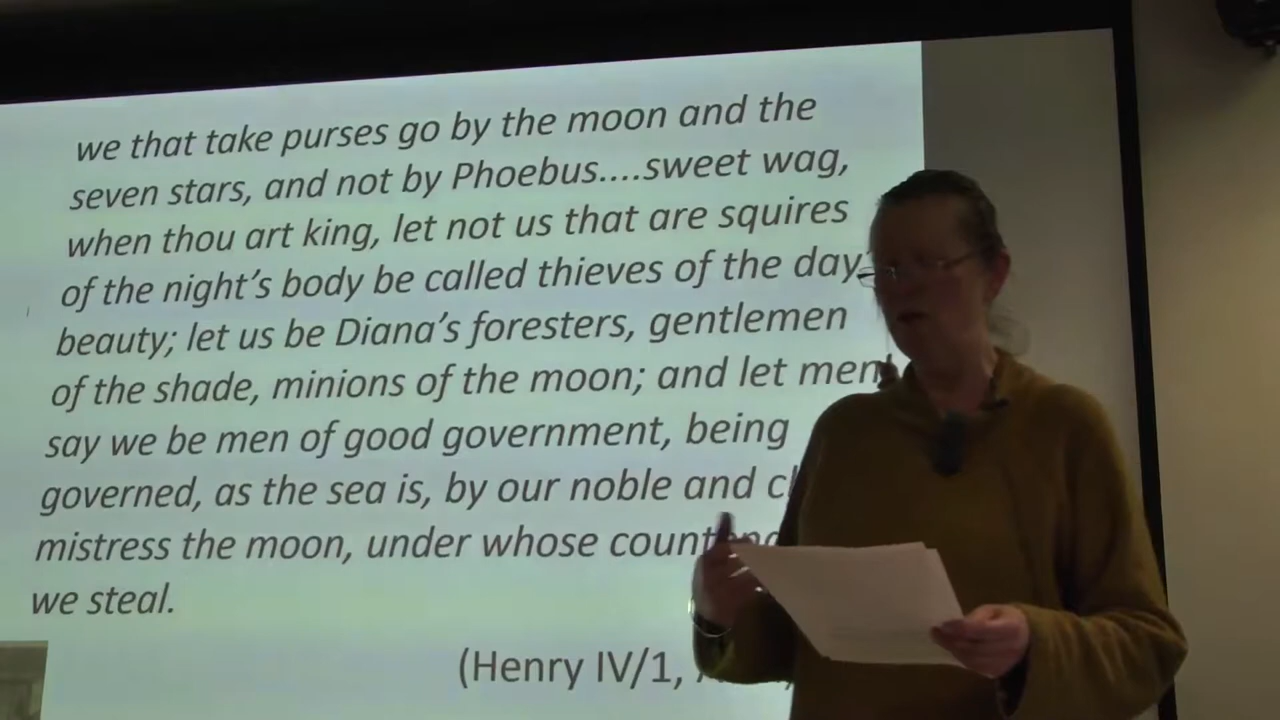 we that take purses go by the moon and the
seven stars, and not by Phoebus....sweet wag,
when thou art king, let not us that are squires
of the night's body be called thieves of the day
beauty; let us be Diana's foresters, gentlemen
of the shade, minions of the moon; and let men
say we be men of good government, being
governed, as the sea is, by our noble and
mistress the moon, under whose
we steal.
(Henry IV/1,